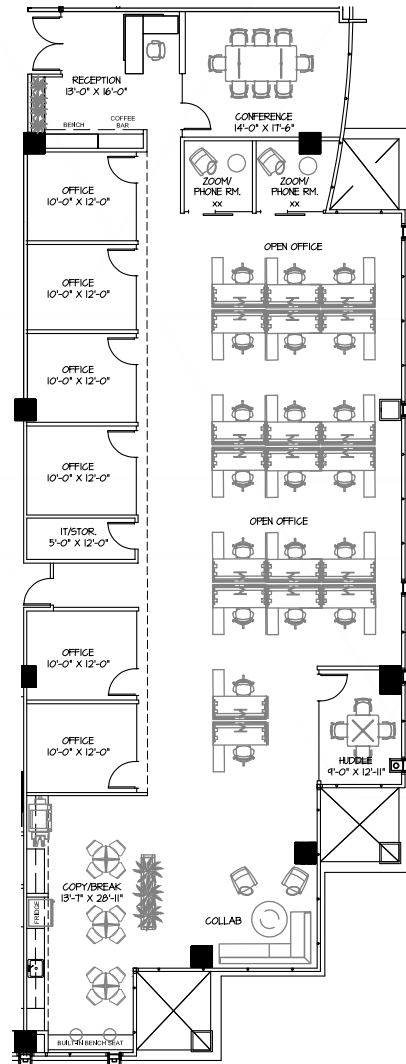 RECEPTION
13'-0" X 16'-0"
BENCH
COFFEE
BAR
CONFERENCE
14'-0" X 17'-6"
ZOOM/
PHONE RM.
XX
ZOOM/
PHONE RM.
XX
OFFICE
10'-0" X 12'-0"
OPEN OFFICE
OFFICE
10'-0" X 12'-0"
OFFICE
10'-0" X 12'-0"
OFFICE
10'-0" X 12'-0"
IT/STOR.
5'-0" X 12'-0"
OPEN OFFICE
OFFICE
10'-0" X 12'-0"
OFFICE
10'-0" X 12'-0"
HUDDLE
9'-0" X 12'-11"
COPY/BREAK
13'-7" X 28'-11"
FRIDGE
COLLAB
BUILT-IN BENCH SEAT